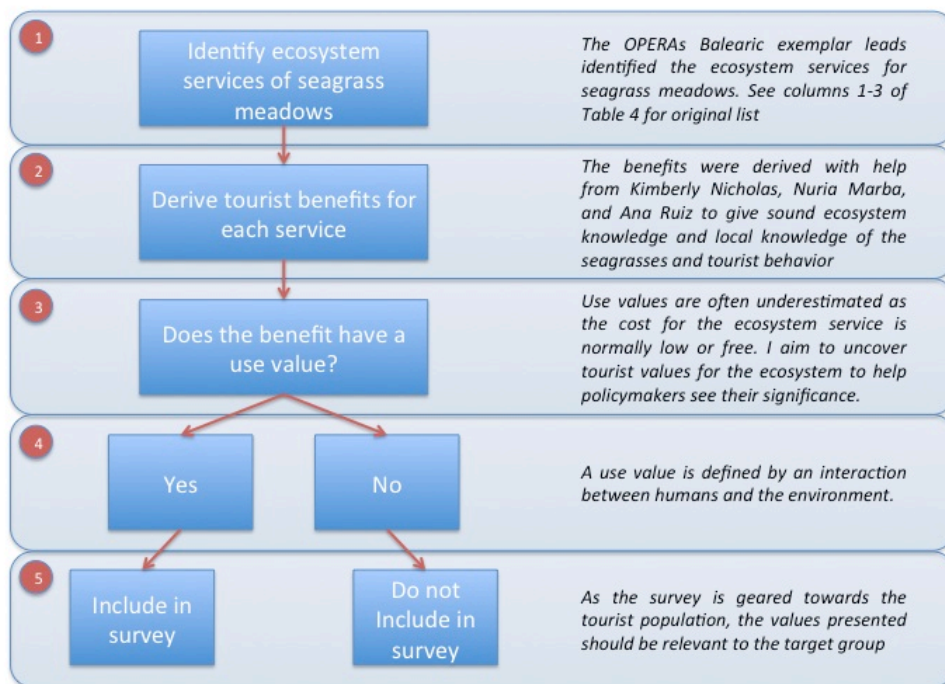 1
Identify ecosystem
services of seagrass
meadows
The OPERAs Balearic exemplar leads
identified the ecosystem services for
seagrass meadows. See columns 1-3 of
Table 4 for original list
2
Derive tourist benefits for
each service
The benefits were derived with help
from Kimberly Nicholas, Nuria Marba,
and Ana Ruiz to give sound ecosystem
knowledge and local knowledge of the
seagrasses and tourist behavior
3
Does the benefit have a
use value?
Use values are often underestimated as
the cost for the ecosystem service is
normally low or free. I aim to uncover
tourist values for the ecosystem to help
policymakers see their significance.
4
Yes
No
A use value is defined by an interaction
between humans and the environment.
5
Include in
survey
Do not
Include in
survey
As the survey is geared towards the
tourist population, the values presented
should be relevant to the target group